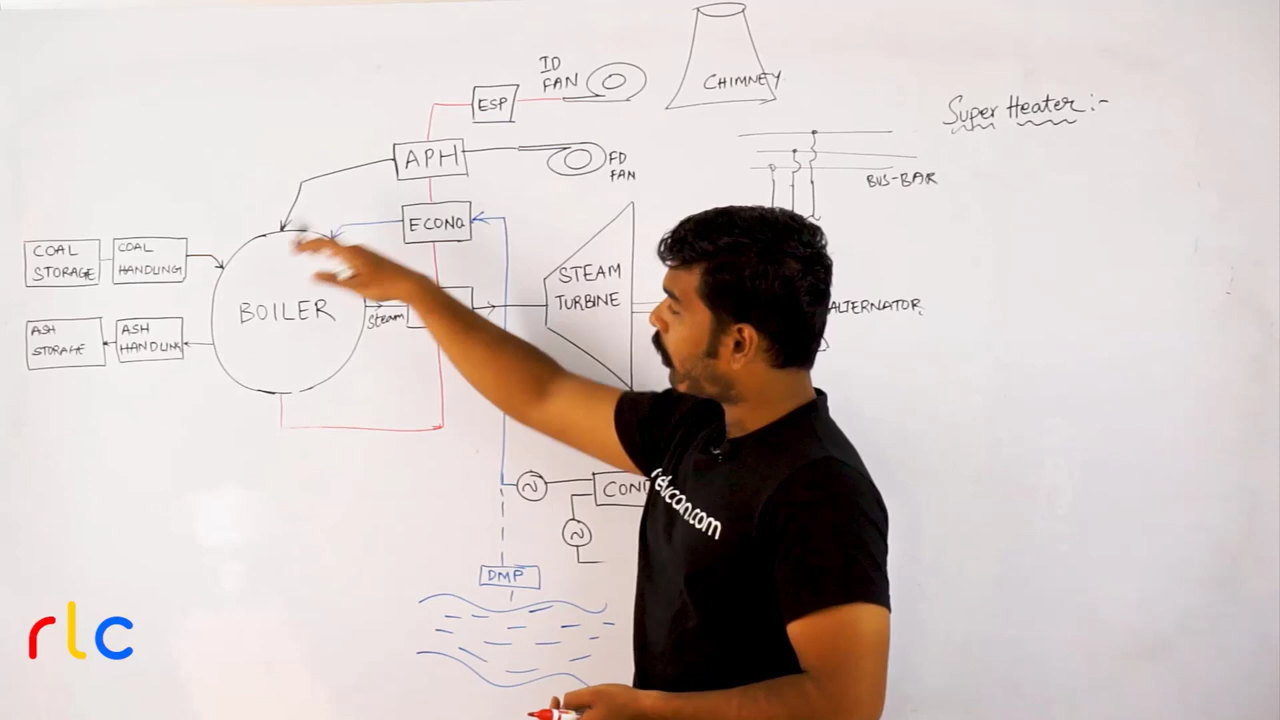 ID
FAN
ESP
CHIMNEY
Super Heater :-
APH
FD
FAN
BUS-BAR
ECONO
COAL
STORAGE
COAL
HANDLING
STEAM
TURBINE
BOILER
Steam
ALTERNATOR
ASH
STORAGE
ASH
HANDLING
COND
DMP
rlc